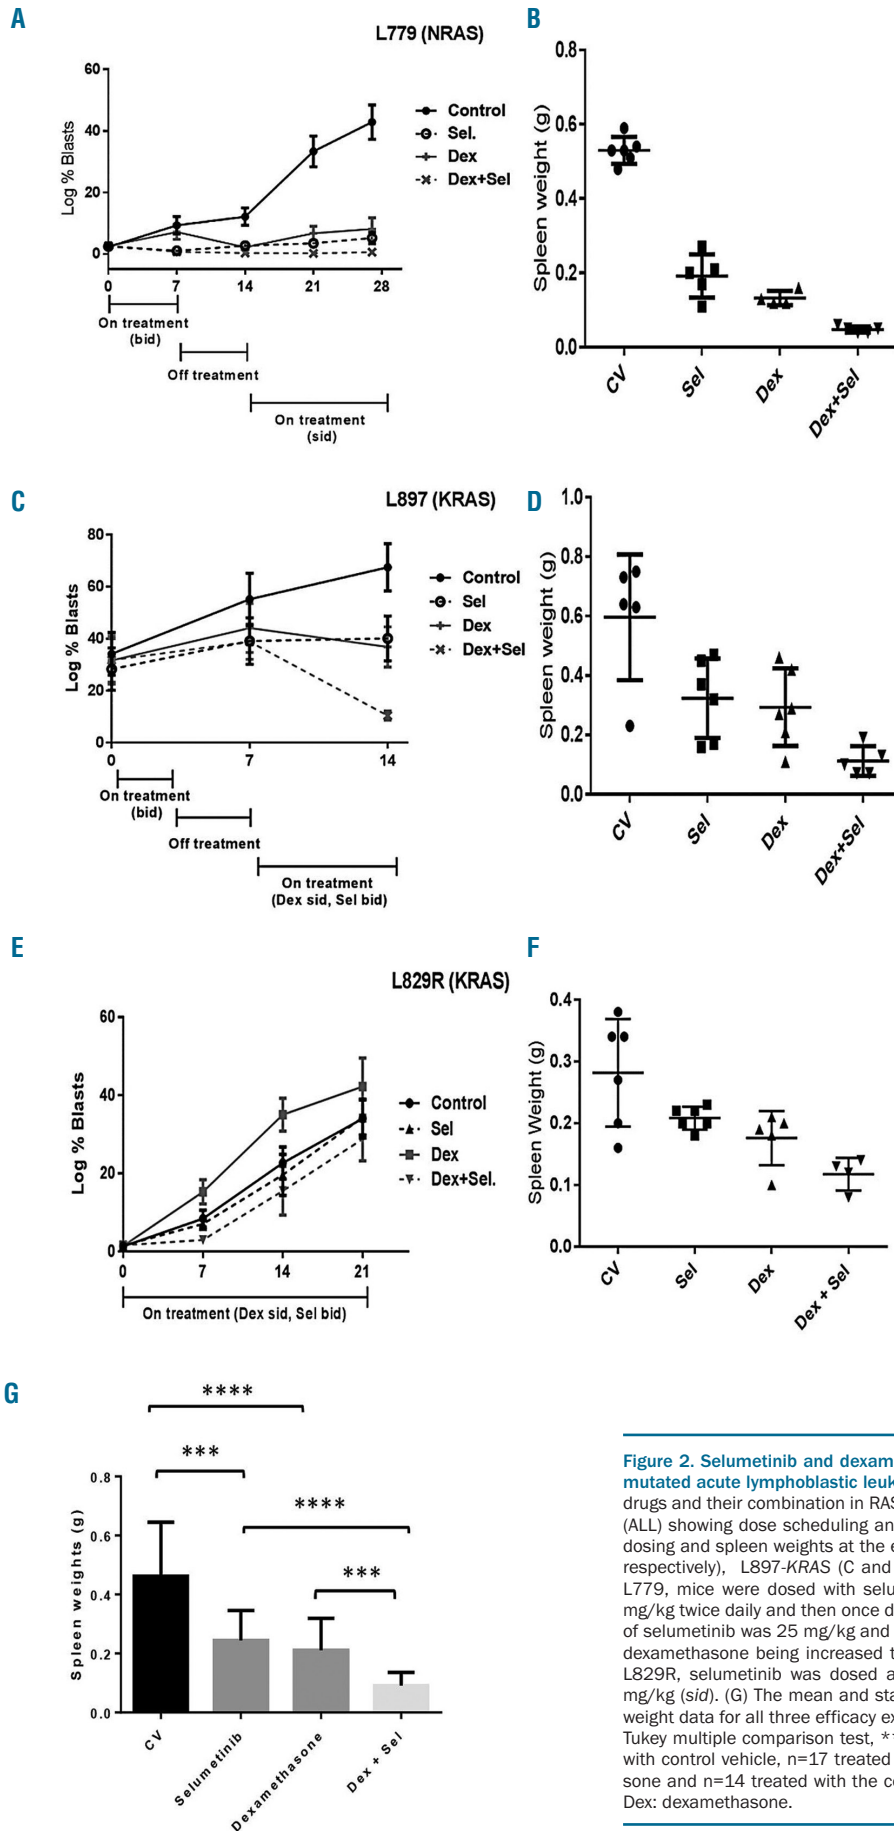 A
L779 (NRAS)
60
40
20
0
Log % Blasts
Control
Sel.
Dex
Dex+Sel
0 7 14 21 28
On treatment
(bid)
Off treatment
On treatment
(sid)
B
0.8
0.6
0.4
0.2
0.0
Spleen weight (g)
CV Sel Dex Dex+Sel
C
L897 (KRAS)
80
60
40
20
0
Log % Blasts
Control
Sel
Dex
Dex+Sel
0 7 14
On treatment
(bid)
Off treatment
On treatment
(Dex sid, Sel bid)
D
1.0
0.8
0.6
0.4
0.2
0.0
Spleen weight (g)
CV Sel Dex Dex+Sel
E
L829R (KRAS)
60
40
20
0
Log % Blasts
Control
Sel
Dex
Dex+Sel.
0 7 14 21
On treatment (Dex sid, Sel bid)
F
0.4
0.3
0.2
0.1
0.0
Spleen Weight (g)
CV Sel Dex Dex + Sel
G
****
***
****
***
0.8
0.6
0.4
0.2
0.0
Spleen weights (g)
CV Selumetinib Dexamethasone Dex + Sel
Figure 2. Selumetinib and dexam
mutated acute lymphoblastic leuk
drugs and their combination in RAS
(ALL) showing dose scheduling an
dosing and spleen weights at the e
respectively), L897-KRAS (C and
L779, mice were dosed with selu
mg/kg twice daily and then once d
of selumetinib was 25 mg/kg and
dexamethasone being increased t
L829R, selumetinib was dosed a
mg/kg (sid). (G) The mean and sta
weight data for all three efficacy ex
Tukey multiple comparison test, **
with control vehicle, n=17 treated
sone and n=14 treated with the c
Dex: dexamethasone.